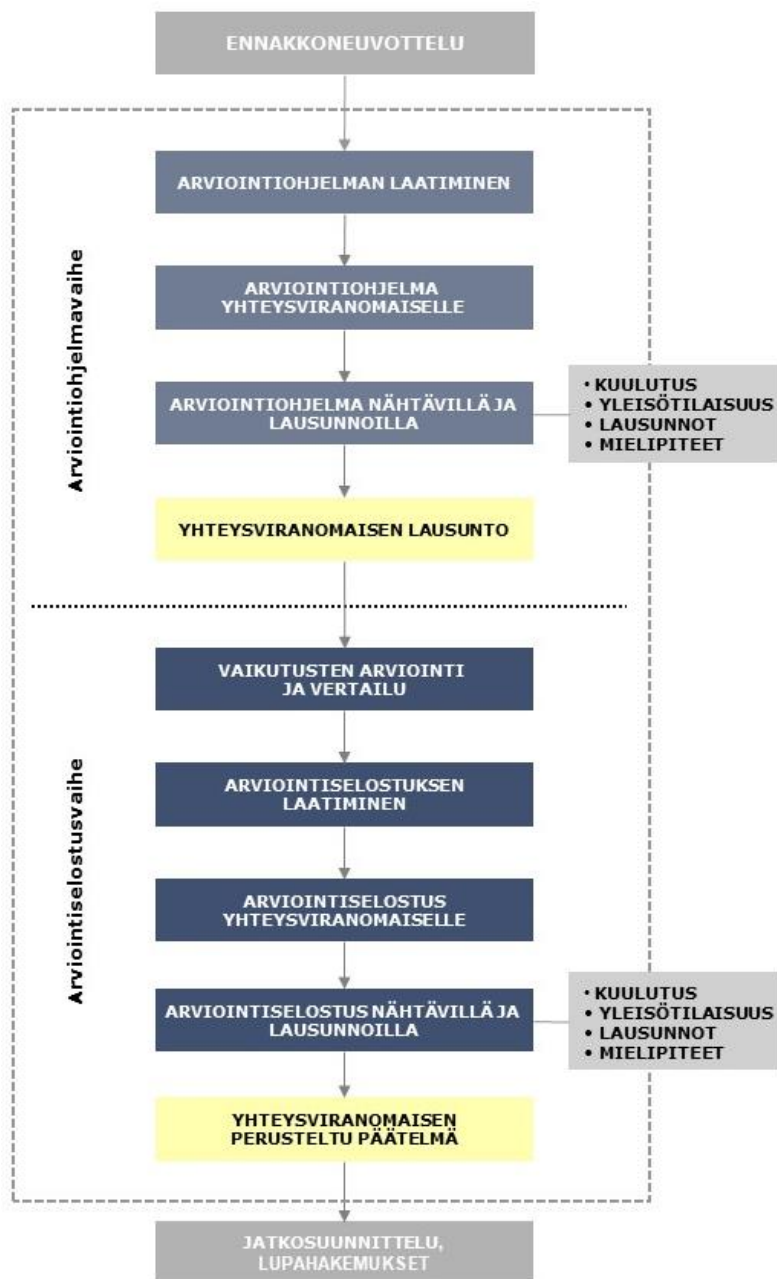 ENNAKKONEUVOTTELU
Arviointiohjelmavaihe
ARVIOINTIOHJELMAN LAATIMINEN
ARVIOINTIOHJELMA
YHTEYSVIRANOMAISELLE
ARVIOINTIOHJELMA NÄHTÄVILLÄ JA
LAUSUNNOILLA
• KUULUTUS
• YLEISÖTILAISUUS
• LAUSUNNOT
• MIELIPITEET
YHTEYSVIRANOMAISEN LAUSUNTO
Arviointiselostusvaihe
VAIKUTUSTEN ARVIOINTI
JA VERTAILU
ARVIOINTISELOSTUKSEN
LAATIMINEN
ARVIOINTISELOSTUS
YHTEYSVIRANOMAISELLE
ARVIOINTISELOSTUS NÄHTÄVILLÄ JA
LAUSUNNOILLA
• KUULUTUS
• YLEISÖTILAISUUS
• LAUSUNNOT
• MIELIPITEET
YHTEYSVIRANOMAISEN
PERUSTELTU PÄÄTELMÄ
JATKOSUUNNITTELU,
LUPAHAKEMUKSET